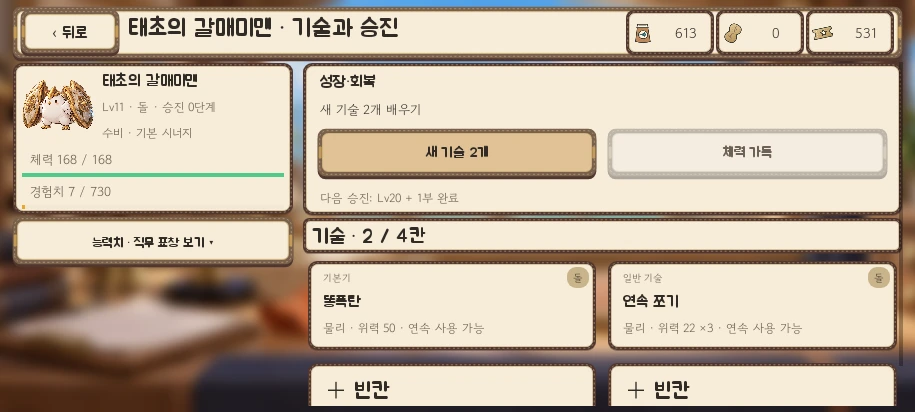 ‹ 뒤로
태초의 갈매미맨 · 기술과 승진
613
0
531
태초의 갈매미맨
Lv11 · 돌 · 승진 0단계
수비 · 기본 시너지
체력 168 / 168
경험치 7 / 730
능력치 · 직무 표창 보기 ▾
성장·회복
새 기술 2개 배우기
새 기술 2개
체력 가득
다음 승진: Lv20 + 1부 완료
기술 · 2 / 4칸
기본기
돌
똥폭탄
물리 · 위력 50 · 연속 사용 가능
일반 기술
돌
연속 쪼기
물리 · 위력 22 ×3 · 연속 사용 가능
＋ 빈칸
＋ 빈칸